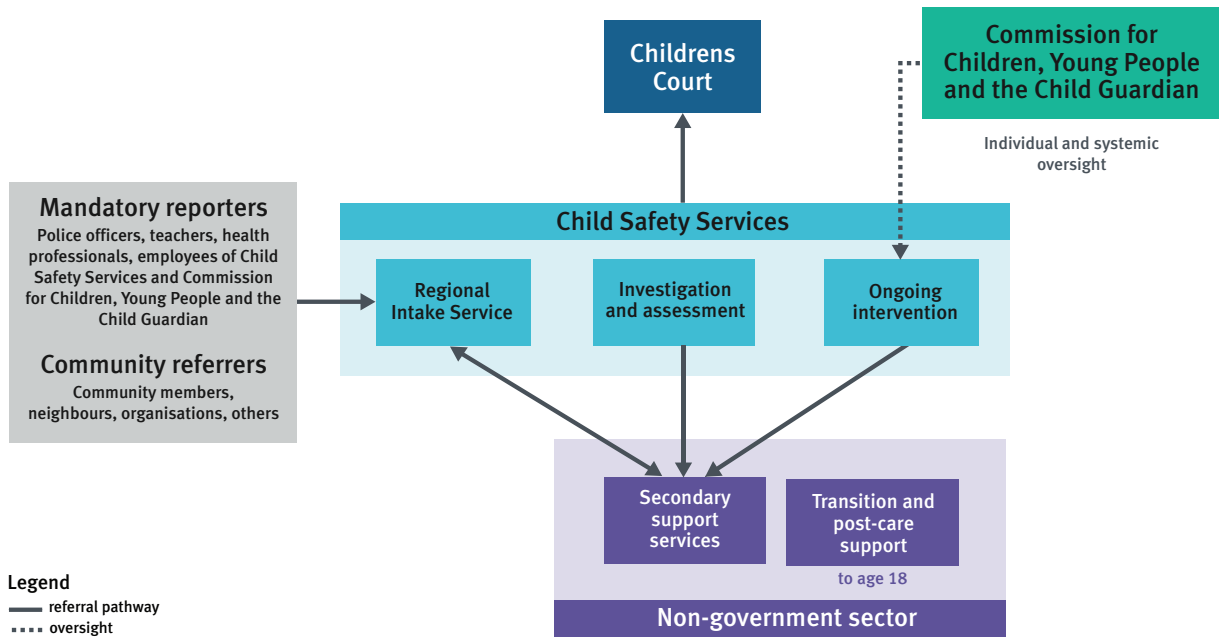 Childrens
Court
Commission for
Children, Young People
and the Child Guardian
Individual and systemic
oversight
Mandatory reporters
Police officers, teachers, health
professionals, employees of Child
Safety Services and Commission
for Children, Young People and the
Child Guardian
Community referrers
Community members,
neighbours, organisations, others
Child Safety Services
Regional
Intake Service
Investigation
and assessment
Ongoing
intervention
Secondary
support
services
Transition and
post-care
support
to age 18
Non-government sector
Legend
referral pathway
oversight